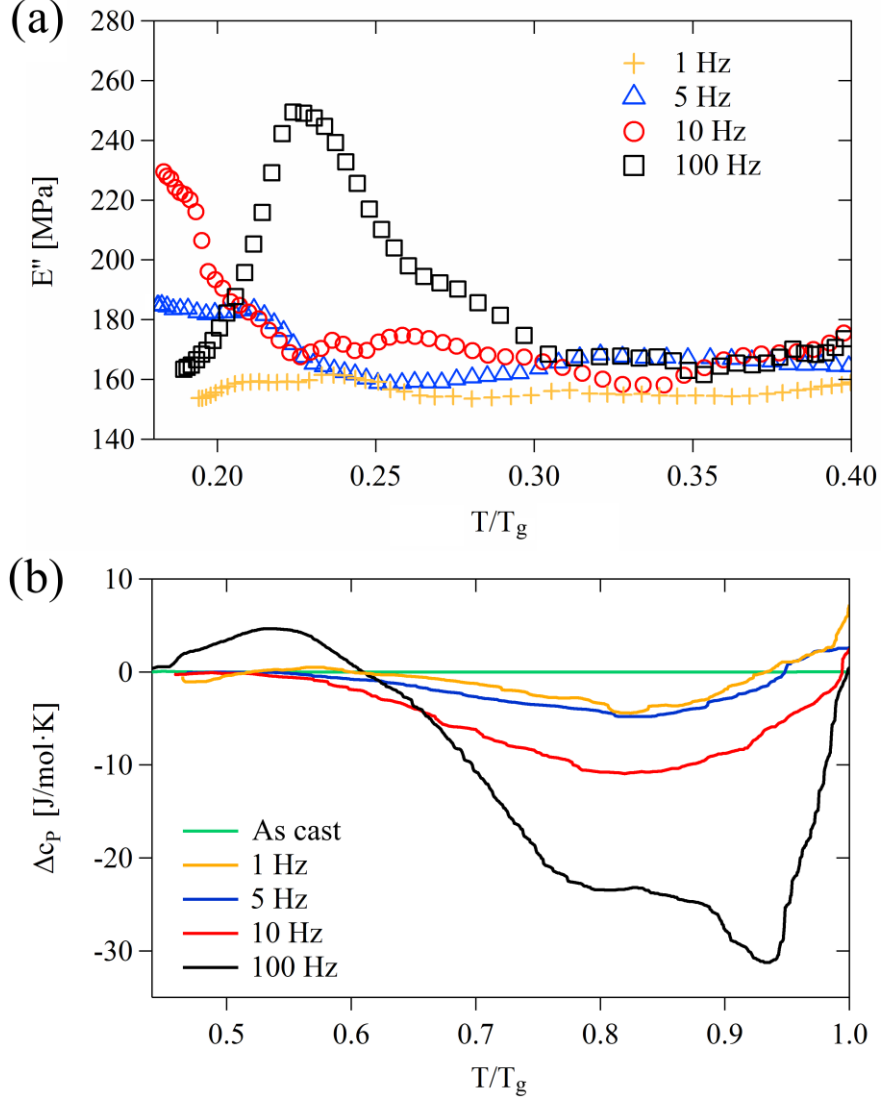 (a)
280
260
240
220
200
180
160
140
E" [MPa]
1 Hz
5 Hz
10 Hz
100 Hz
0.20
0.25
0.30
0.35
0.40
T/Tg
(b)
10
0
-10
-20
-30
ΔcP [J/mol·K]
As cast
1 Hz
5 Hz
10 Hz
100 Hz
0.5
0.6
0.7
0.8
0.9
1.0
T/Tg